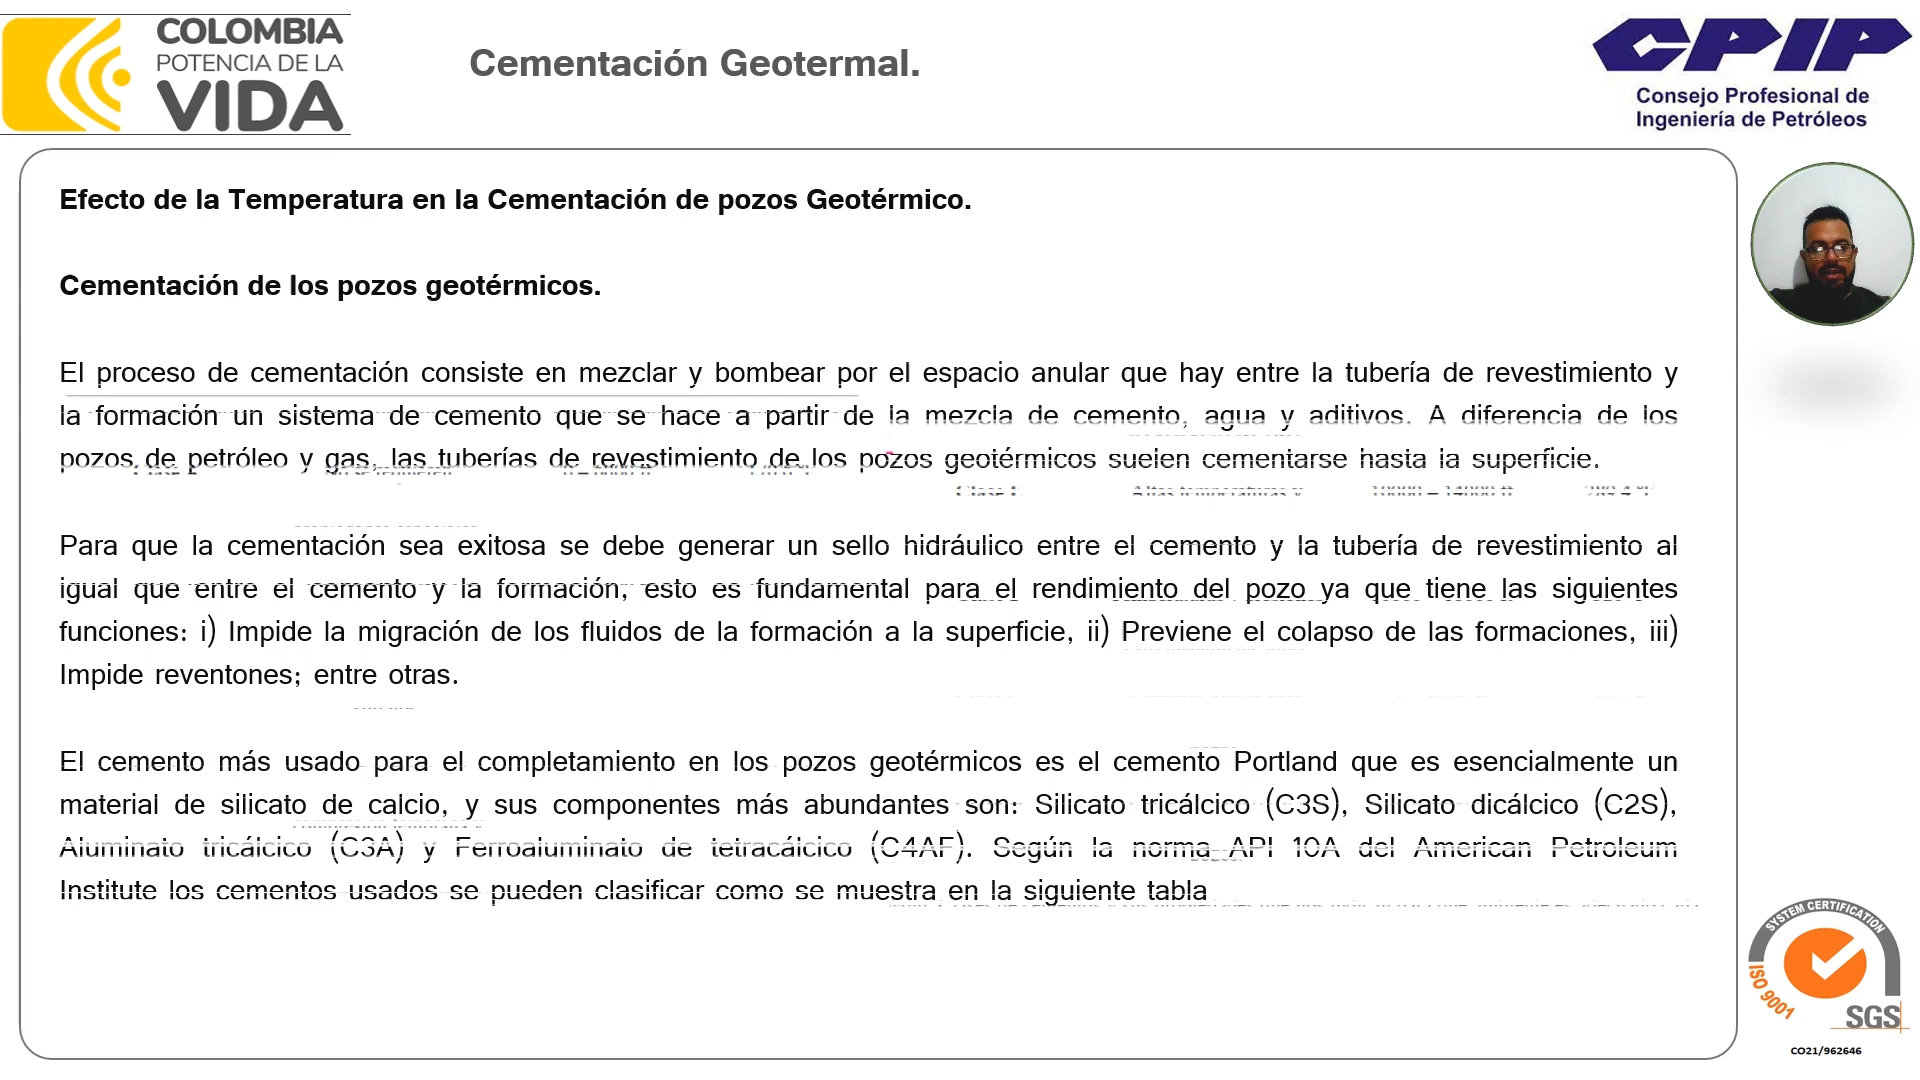 COLOMBIA
POTENCIA DE LA
VIDA
Cementación Geotermal.
CPIP
Consejo Profesional de
Ingeniería de Petróleos
Efecto de la Temperatura en la Cementación de pozos Geotérmico.
Cementación de los pozos geotérmicos.
El proceso de cementación consiste en mezclar y bombear por el espacio anular que hay entre la tubería de revestimiento y
la formación un sistema de cemento que se hace a partir de la mezcla de cemento, agua y aditivos. A diferencia de los
pozos de petróleo y gas, las tuberías de revestimiento de los pozos geotérmicos suelen cementarse hasta la superficie.
Para que la cementación sea exitosa se debe generar un sello hidráulico entre el cemento y la tubería de revestimiento al
igual que entre el cemento y la formación, esto es fundamental para el rendimiento del pozo ya que tiene las siguientes
funciones: i) Impide la migración de los fluidos de la formación a la superficie, ii) Previene el colapso de las formaciones, iii)
Impide reventones; entre otras.
El cemento más usado para el completamiento en los pozos geotérmicos es el cemento Portland que es esencialmente un
material de silicato de calcio, y sus componentes más abundantes son: Silicato tricálcico (C3S), Silicato dicálcico (C2S),
Aluminato tricálcico (C3A) y Ferroaluminato de tetracálcico (C4AF). Según la norma API 10A del American Petroleum
Institute los cementos usados se pueden clasificar como se muestra en la siguiente tabla
SYSTEM CERTIFICATION
ISO 9001
SGS
CO21/962646